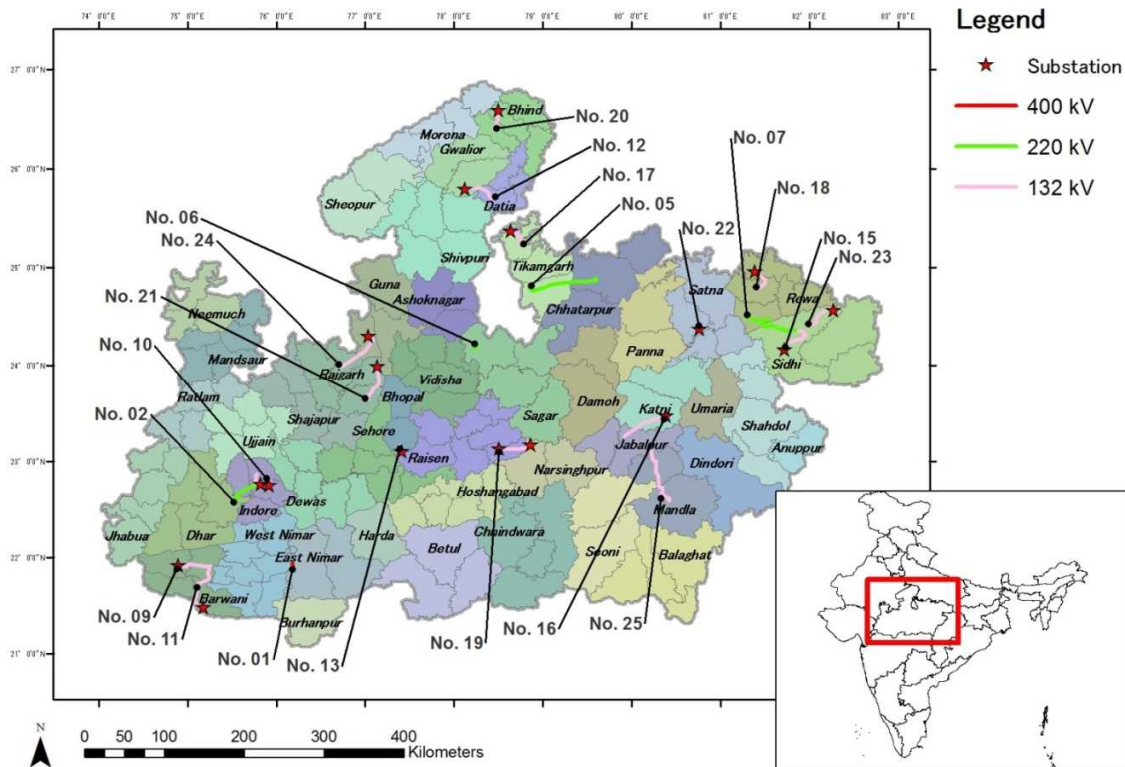 74°0'0"E 75°0'0"E 76°0'0"E 77°0'0"E 78°0'0"E 79°0'0"E 80°0'0"E 81°0'0"E 82°0'0"E 83°0'0"E
Legend
Substation
400 kV
220 kV
132 kV
27°0'0"N
26°0'0"N
25°0'0"N
24°0'0"N
23°0'0"N
22°0'0"N
21°0'0"N
No. 20
No. 12
No. 17
No. 05
No. 07
No. 18
No. 22
No. 15
No. 23
No. 06
No. 24
No. 21
No. 10
No. 02
No. 09
No. 11
No. 01
No. 13
No. 19
No. 16
No. 25
Bhind
Morena
Gwalior
Datia
Sheopur
Shivpuri
Tikamgarh
Guna
Ashoknagar
Chhatarpur
Satna
Rewa
Neemuch
Panna
Sidhi
Mandsaur
Rajgarh
Vidisha
Bhopal
Ratlam
Shajapur
Sagar
Damoh
Katni
Umaria
Shahdol
Ujjain
Sehore
Raisen
Jabalpur
Anuppur
Narsinghpur
Dindori
Indore
Dewas
Hoshangabad
Mandla
Jhabua
Dhar
West Nimar
Harda
East Nimar
Betul
Chhindwara
Seoni
Balaghat
Barwani
Burhanpur
N
0 50 100 200 300 400
Kilometers